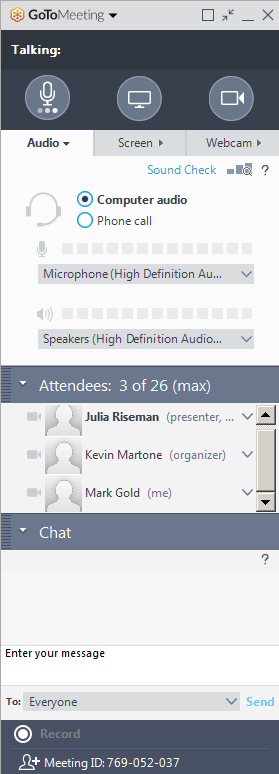 GoToMeeting
Talking:
Audio Screen Webcam
Sound Check ?
Computer audio
Phone call
Microphone (High Definition Au...
Speakers (High Definition Audio...
Attendees: 3 of 26 (max)
Julia Riseman (presenter, ...
Kevin Martone (organizer)
Mark Gold (me)
Chat
?
Enter your message
To: Everyone Send
Record
Meeting ID: 769-052-037